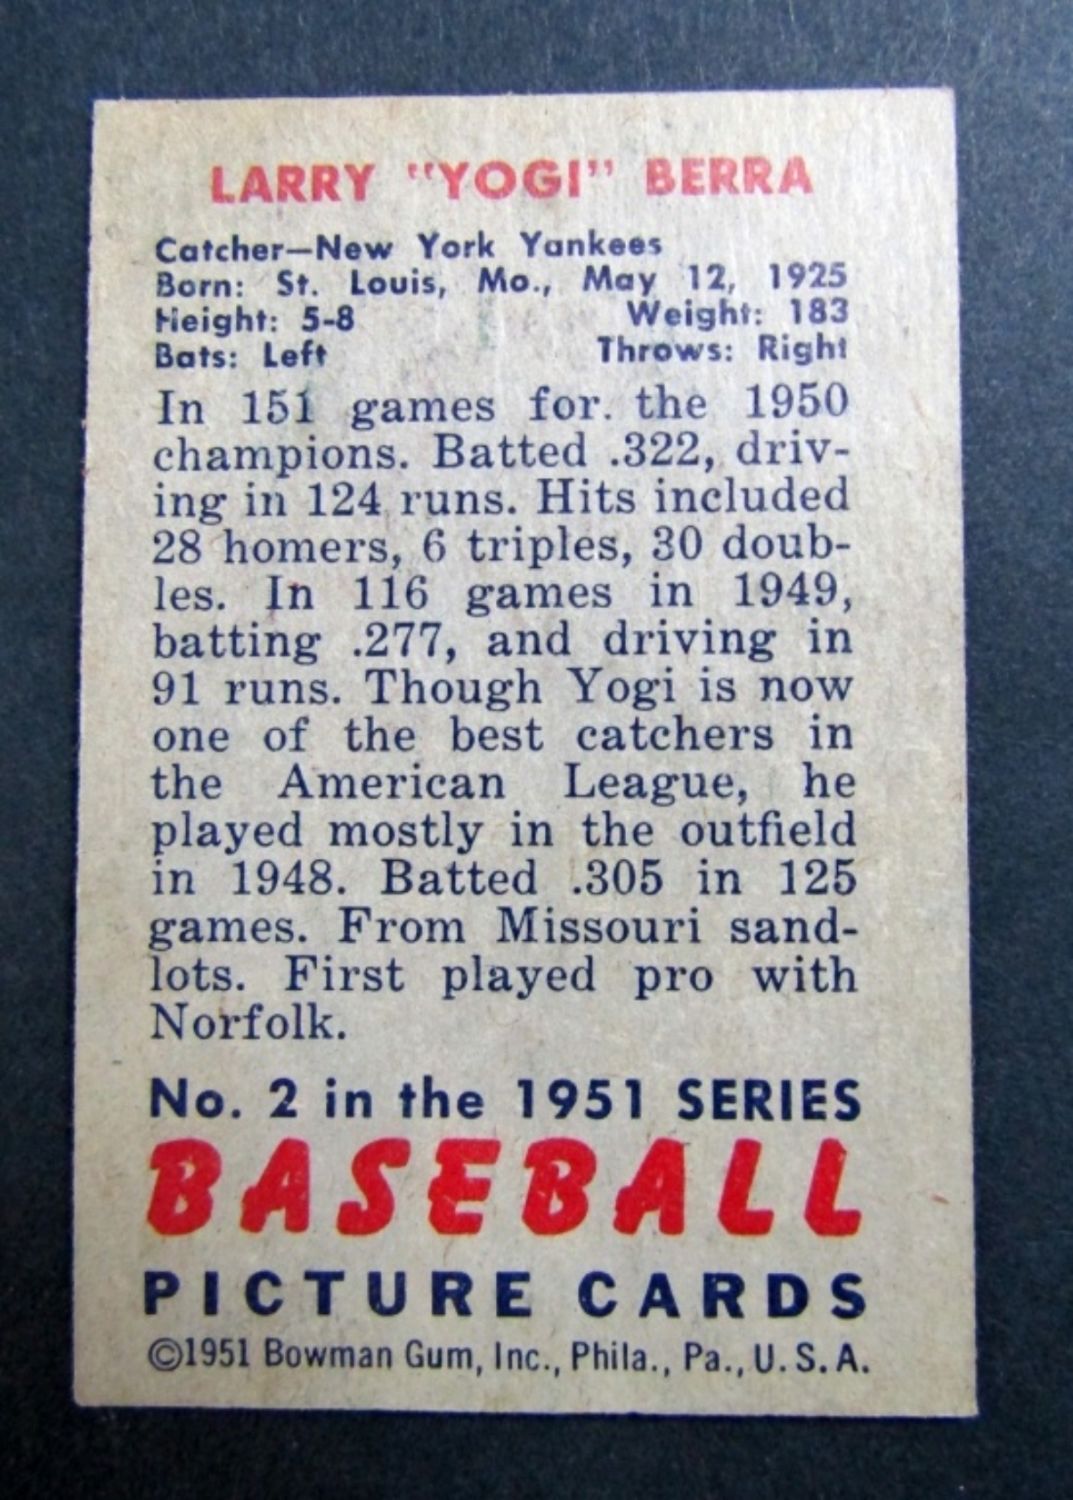 LARRY "YOGI" BERRA
Catcher—New York Yankees
Born: St. Louis, Mo., May 12, 1925
Height: 5-8 Weight: 183
Bats: Left Throws: Right
In 151 games for. the 1950
champions. Batted .322, driv-
ing in 124 runs. Hits included
28 homers, 6 triples, 30 doub-
les. In 116 games in 1949,
batting .277, and driving in
91 runs. Though Yogi is now
one of the best catchers in
the American League, he
played mostly in the outfield
in 1948. Batted .305 in 125
games. From Missouri sand-
lots. First played pro with
Norfolk.
No. 2 in the 1951 SERIES
BASEBALL
PICTURE CARDS
©1951 Bowman Gum, Inc., Phila., Pa., U. S. A.